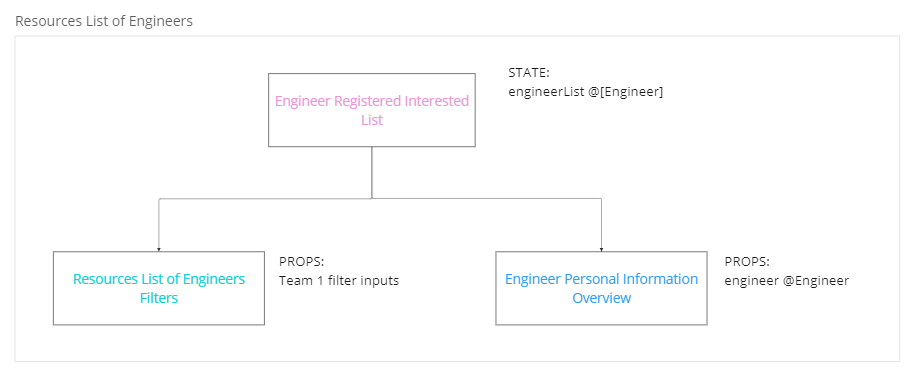 Resources List of Engineers
Engineer Registered Interested
List
STATE:
engineerList @[Engineer]
Resources List of Engineers
Filters
PROPS:
Team 1 filter inputs
Engineer Personal Information
Overview
PROPS:
engineer @Engineer